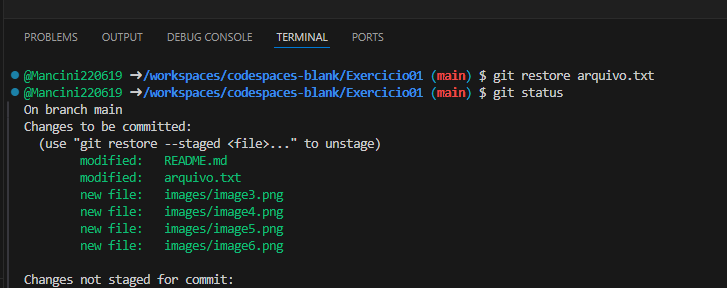 PROBLEMS OUTPUT DEBUG CONSOLE TERMINAL PORTS
@Mancini220619 ➜/workspaces/codespaces-blank/Exercicio01 (main) $ git restore arquivo.txt
@Mancini220619 ➜/workspaces/codespaces-blank/Exercicio01 (main) $ git status
On branch main
Changes to be committed:
  (use "git restore --staged <file>..." to unstage)
        modified:   README.md
        modified:   arquivo.txt
        new file:   images/image3.png
        new file:   images/image4.png
        new file:   images/image5.png
        new file:   images/image6.png
Changes not staged for commit: